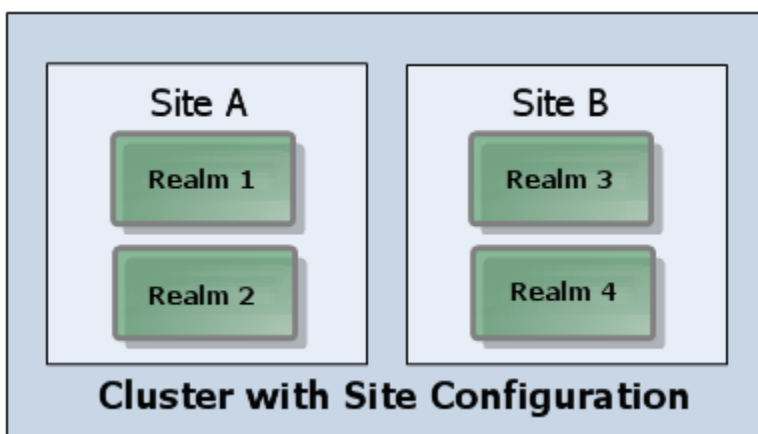 Site A
Realm 1
Realm 2
Site B
Realm 3
Realm 4
Cluster with Site Configuration